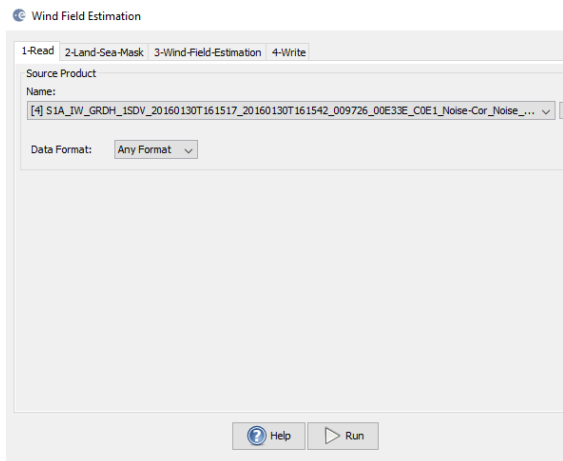 Wind Field Estimation
1-Read 2-Land-Sea-Mask 3-Wind-Field-Estimation 4-Write
Source Product
Name:
[4] S1A_IW_GRDH_1SDV_20160130T161517_20160130T161542_009726_00E33E_C0E1_Noise-Cor_Noise_...
Data Format: Any Format
Help Run